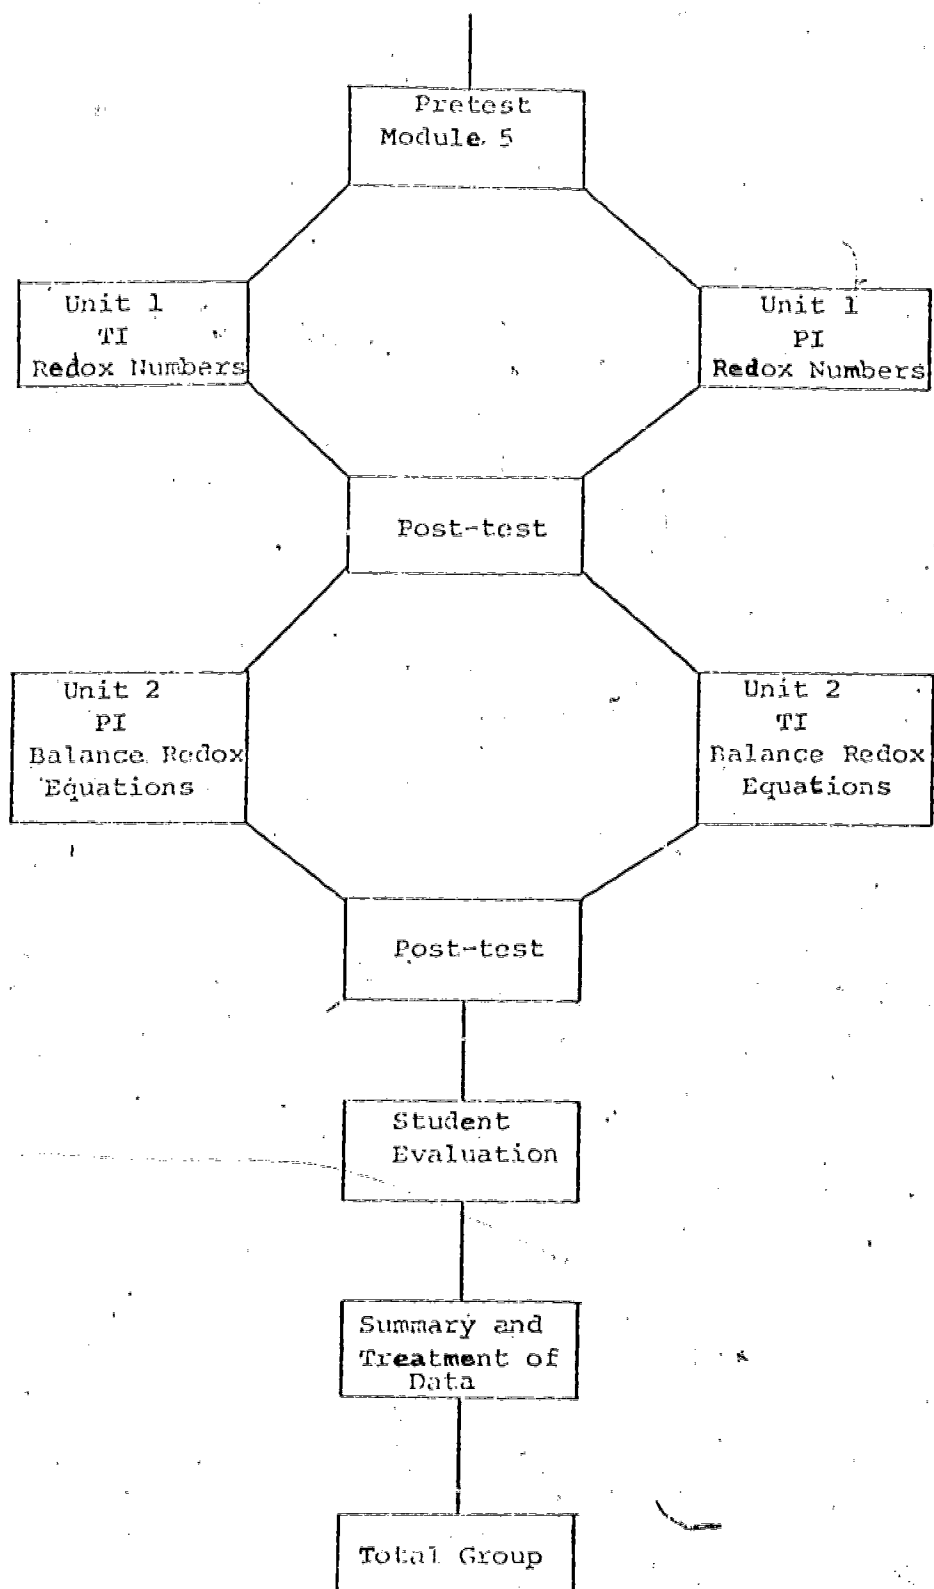 Pretest
Module 5
Unit 1
TI
Redox Numbers
Unit 1
PI
Redox Numbers
Post-test
Unit 2
PI
Balance Redox
Equations
Unit 2
TI
Balance Redox
Equations
Post-test
Student
Evaluation
Summary and
Treatment of
Data
Total Group